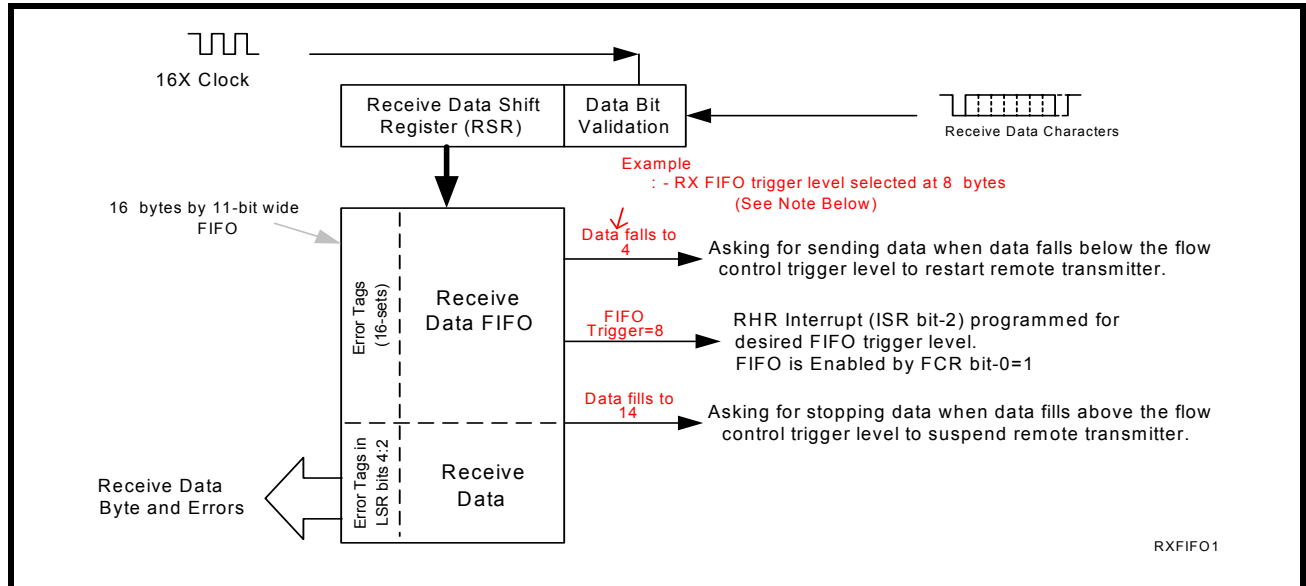 16X Clock
Receive Data Shift
Register (RSR)
Data Bit
Validation
Receive Data Characters
Example
: - RX FIFO trigger level selected at 8 bytes
(See Note Below)
16 bytes by 11-bit wide
FIFO
Error Tags
(16-sets)
Receive
Data FIFO
Data falls to
4
Asking for sending data when data falls below the flow
control trigger level to restart remote transmitter.
FIFO
Trigger=8
RHR Interrupt (ISR bit-2) programmed for
desired FIFO trigger level.
FIFO is Enabled by FCR bit-0=1
Data fills to
14
Asking for stopping data when data fills above the flow
control trigger level to suspend remote transmitter.
Error Tags in
LSR bits 4:2
Receive
Data
Receive Data
Byte and Errors
RXFIFO1